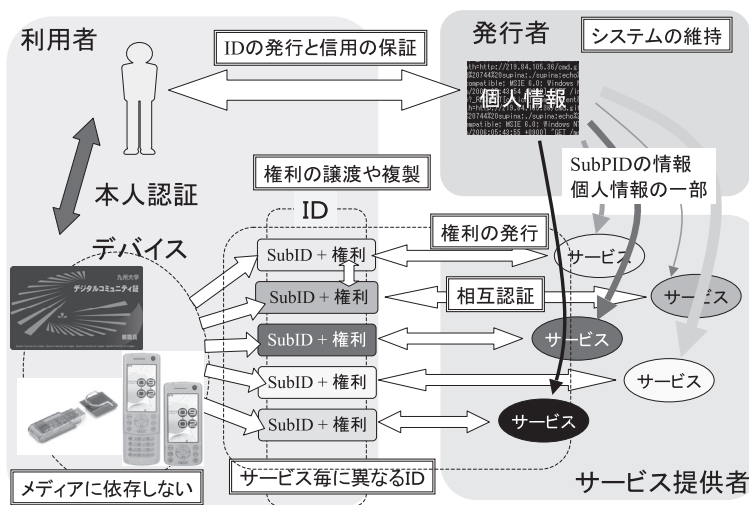 利用者
IDの発行と信用の保証
発行者
システムの維持
ath=http://219.84.105.36/cmd.g
個人情報
SubPIDの情報
個人情報の一部
本人認証
権利の譲渡や複製
ID
デバイス
権利の発行
SubID + 権利
サービス
九州大学
デジタルコミュニティ証
SubID + 権利
相互認証
サービス
SubID + 権利
サービス
SubID + 権利
サービス
SubID + 権利
サービス
メディアに依存しない
サービス毎に異なるID
サービス提供者